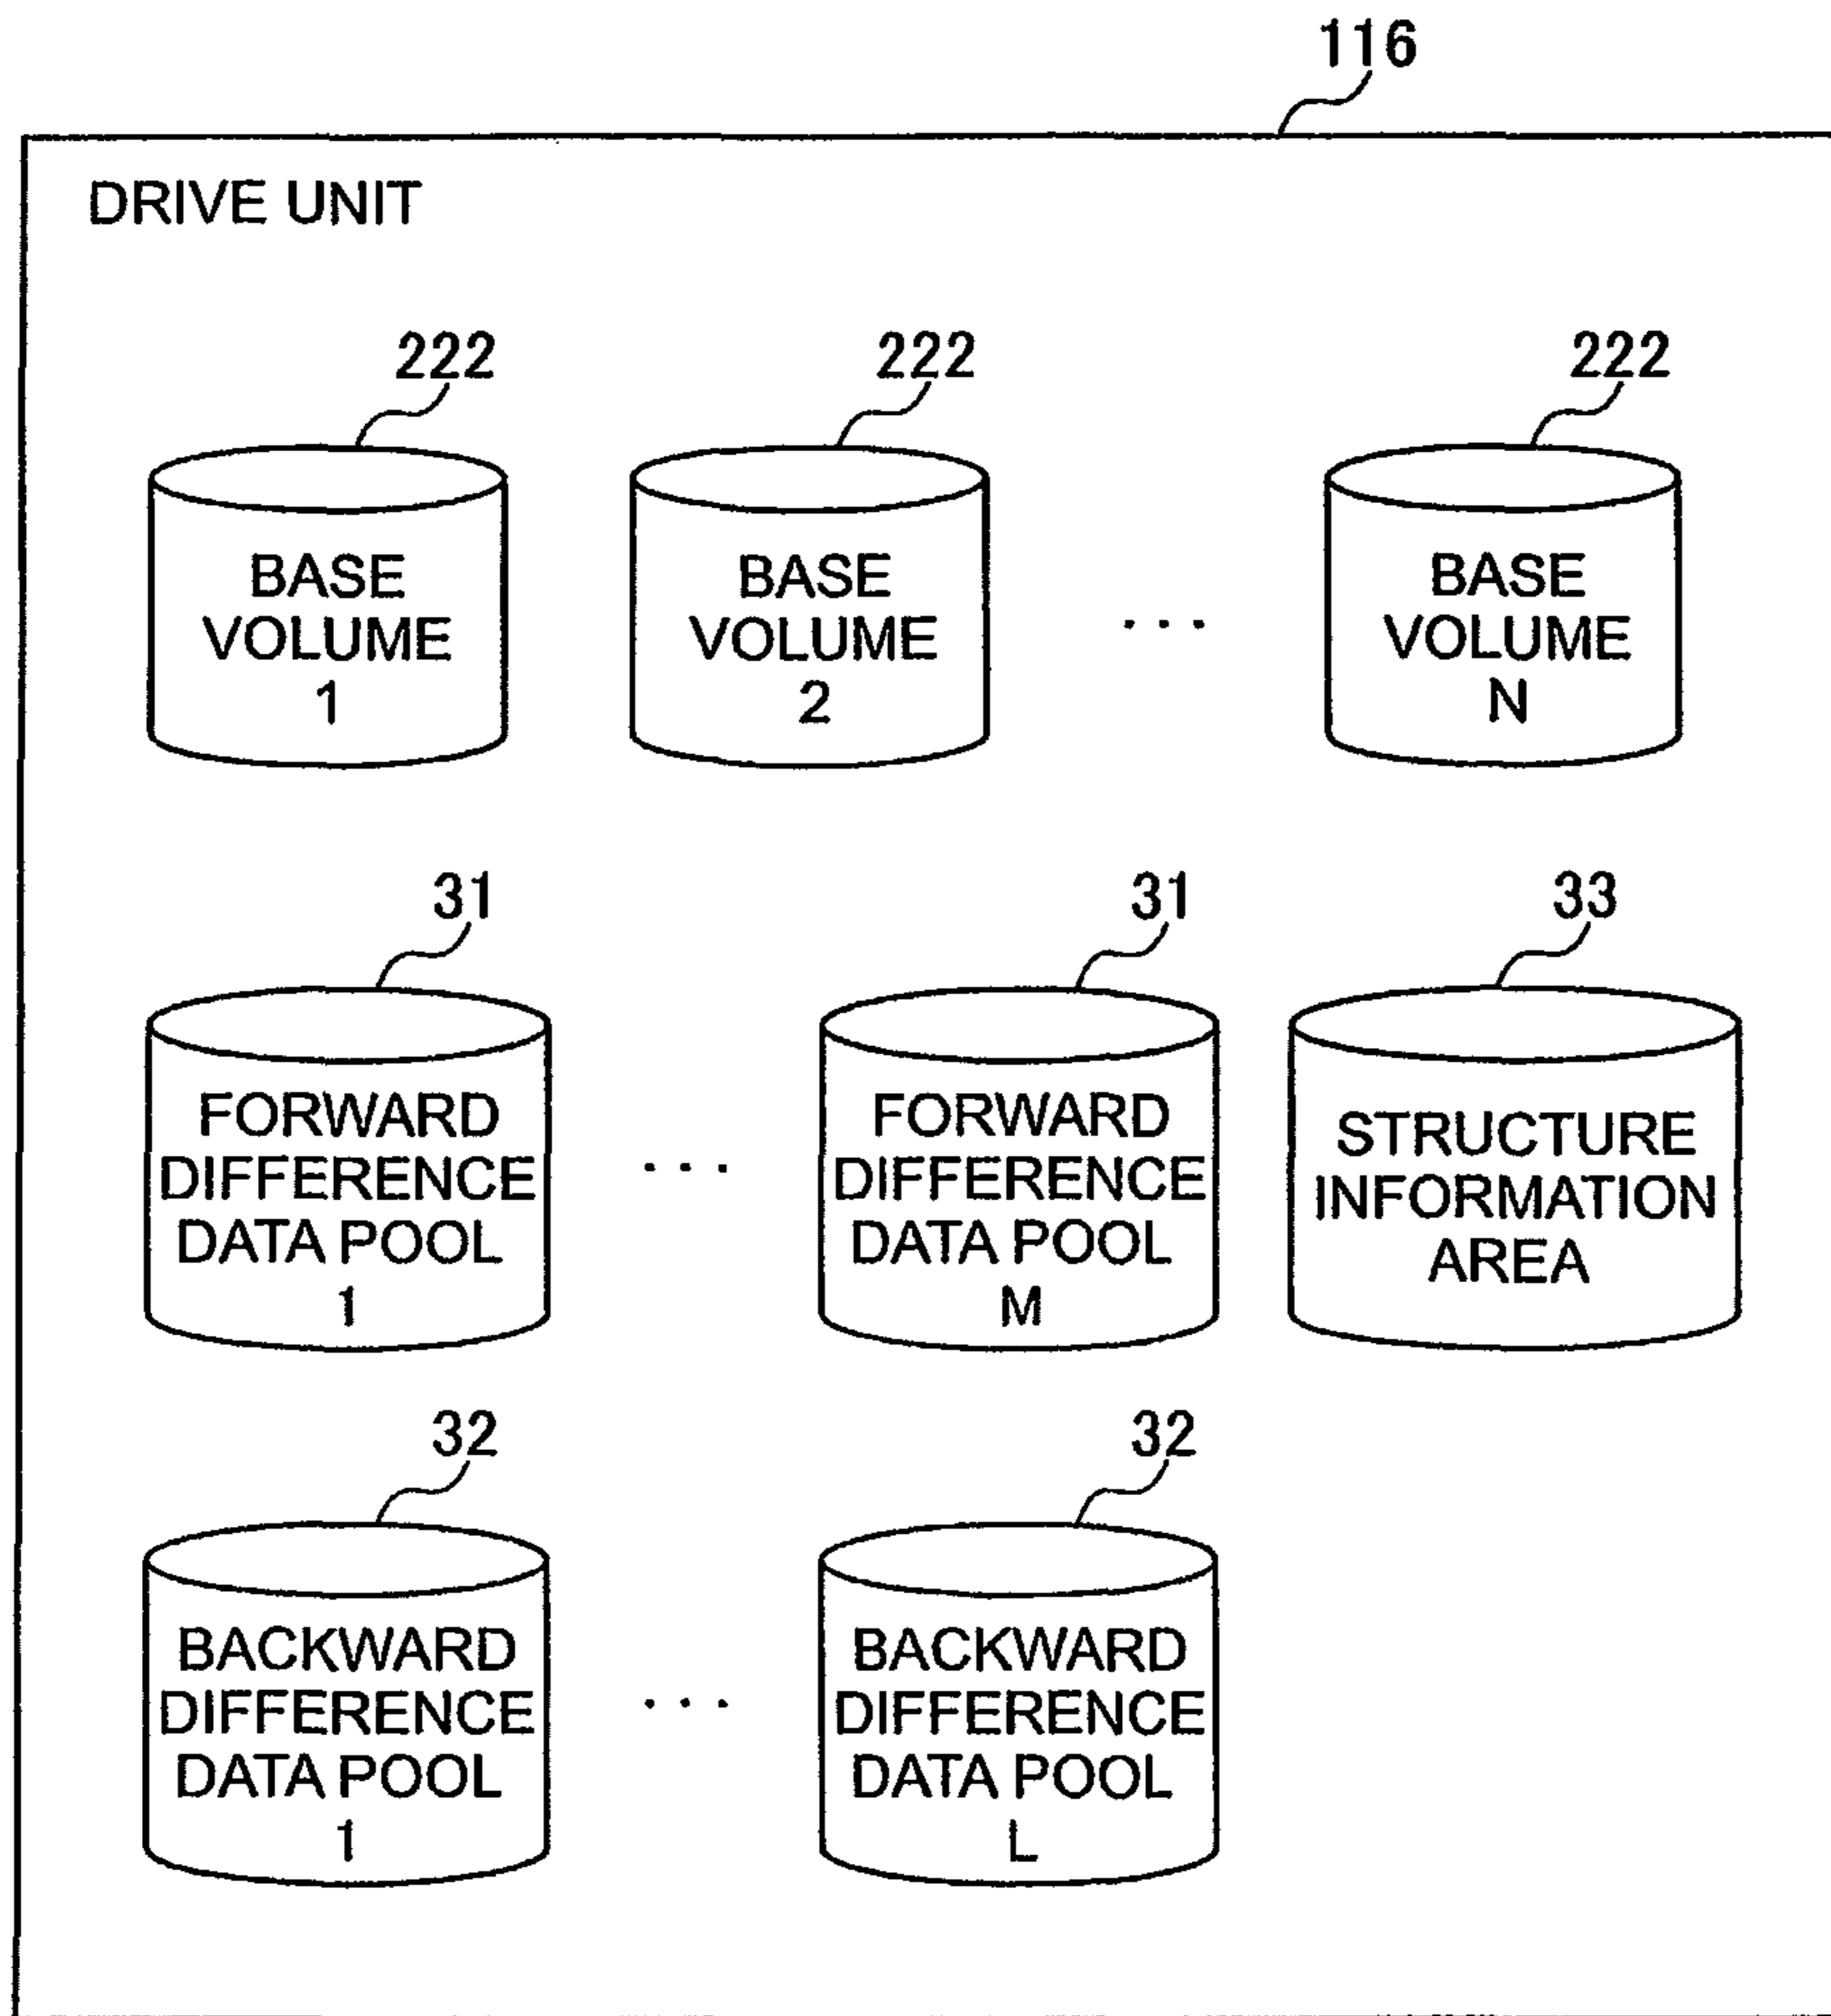 116
DRIVE UNIT
222
222
222
BASE
VOLUME
1
BASE
VOLUME
2
...
BASE
VOLUME
N
31
31
33
FORWARD
DIFFERENCE
DATA POOL
1
...
FORWARD
DIFFERENCE
DATA POOL
M
STRUCTURE
INFORMATION
AREA
32
32
BACKWARD
DIFFERENCE
DATA POOL
1
...
BACKWARD
DIFFERENCE
DATA POOL
L